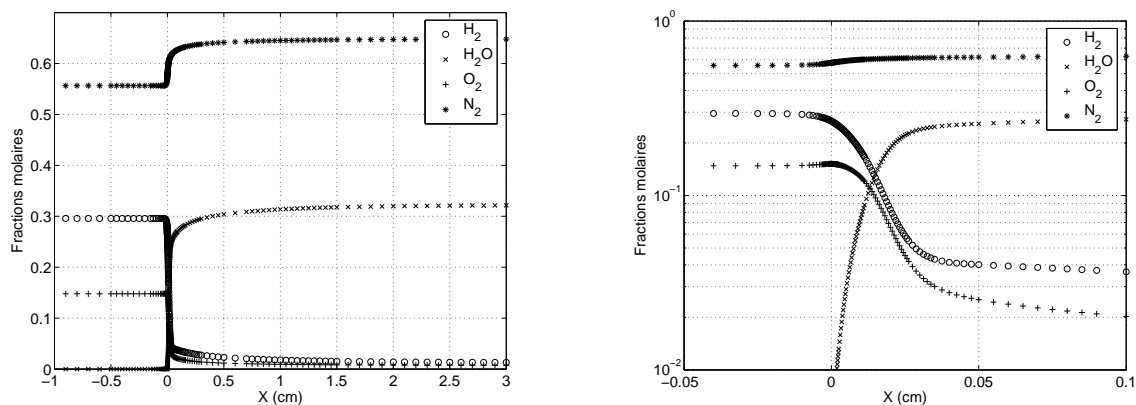 Fractions molaires
0.6
0.5
0.4
0.3
0.2
0.1
0
−1 −0.5 0 0.5 1 1.5 2 2.5 3
X (cm)
H2
H2O
O2
N2
Fractions molaires
10^0
10^−1
10^−2
−0.05 0 0.05 0.1
X (cm)
H2
H2O
O2
N2